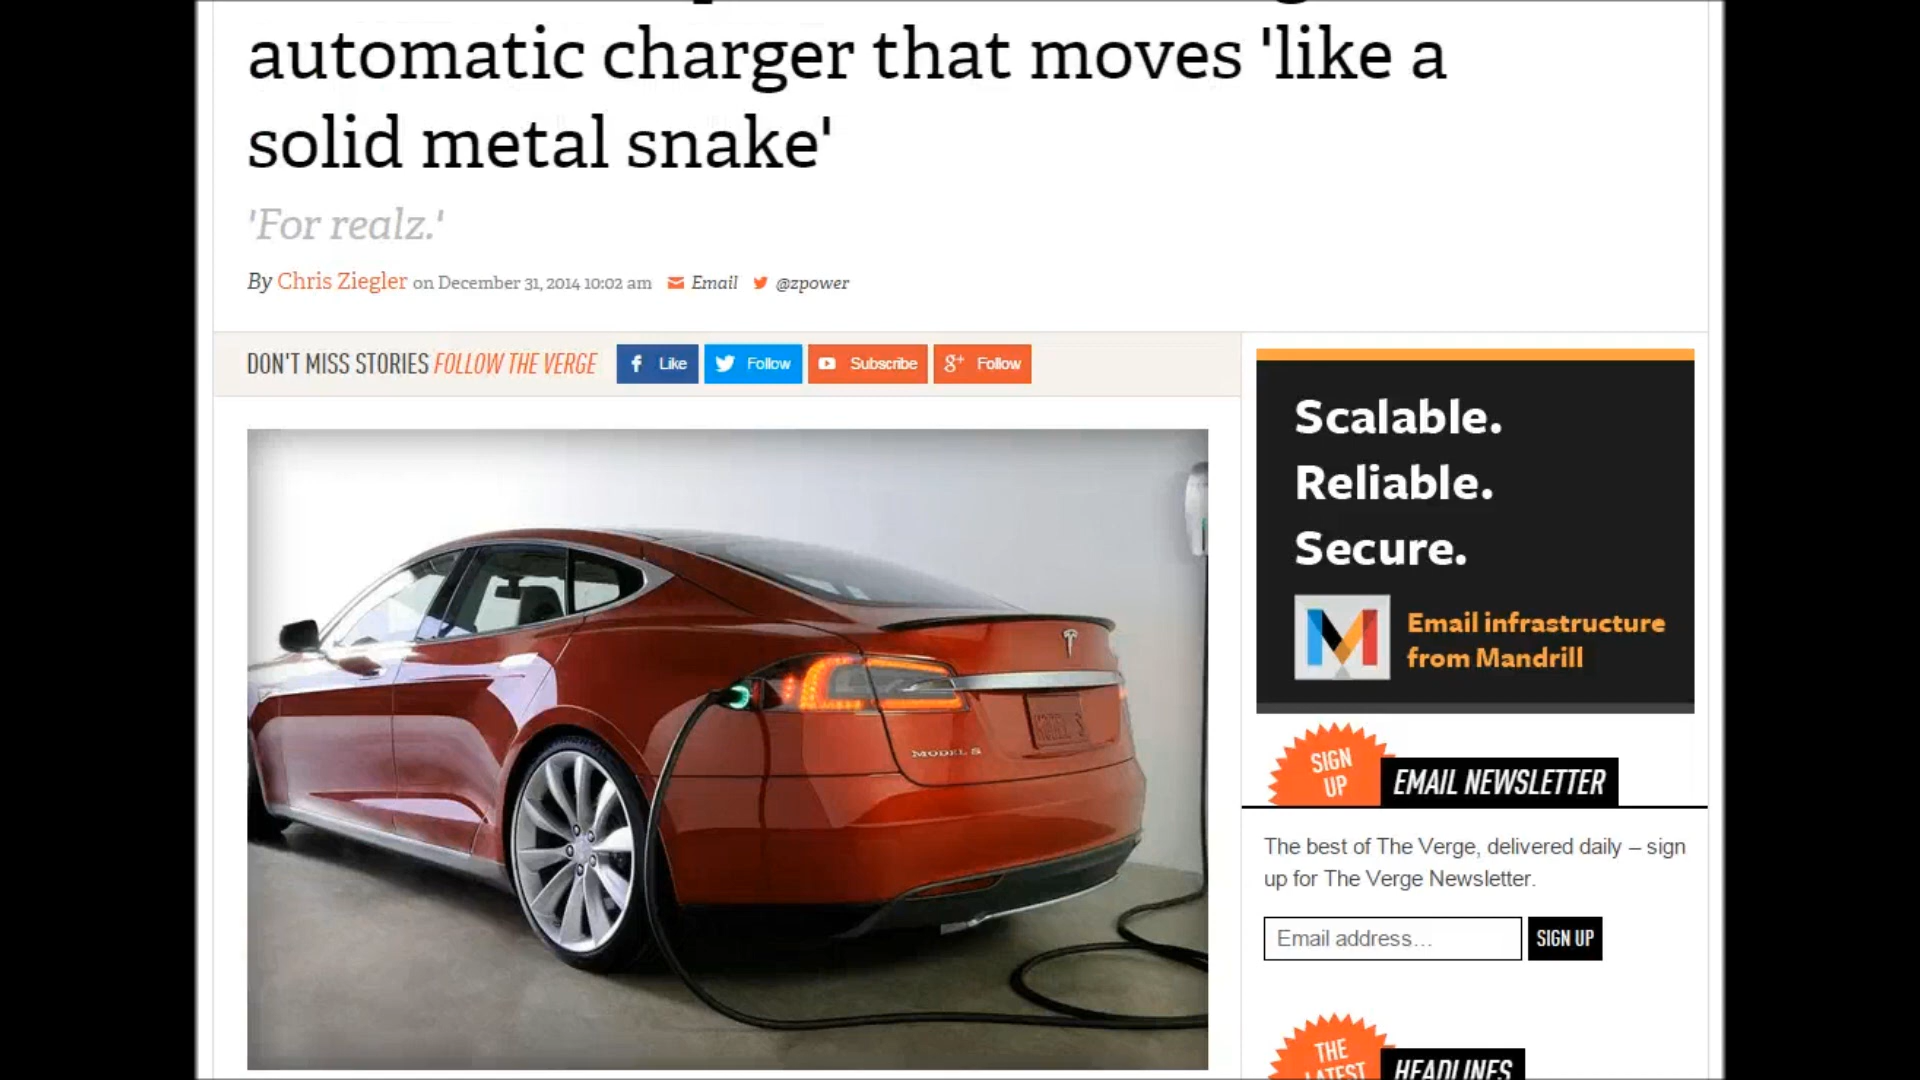 automatic charger that moves 'like a
solid metal snake'
'For realz.'
By Chris Ziegler on December 31, 2014 10:02 am Email @zpower
DON'T MISS STORIES FOLLOW THE VERGE
Like
Follow
Subscribe
g+ Follow
MODEL S
Scalable.
Reliable.
Secure.
Email infrastructure
from Mandrill
SIGN
UP
EMAIL NEWSLETTER
The best of The Verge, delivered daily – sign
up for The Verge Newsletter.
Email address...
SIGN UP
THE
LATEST
HEADLINES